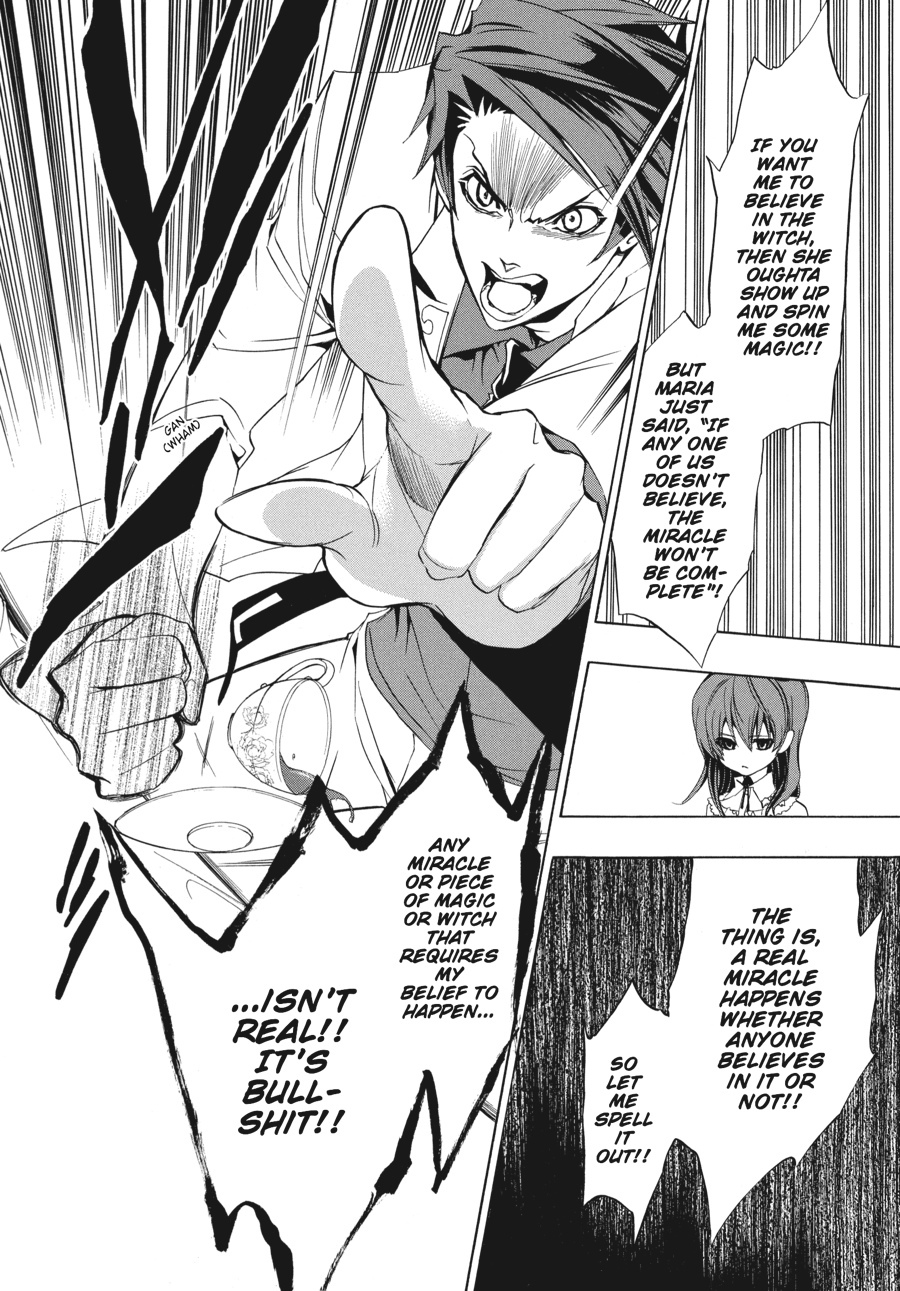 IF YOU
WANT
ME TO
BELIEVE
IN THE
WITCH,
THEN SHE
OUGHTA
SHOW UP
AND SPIN
ME SOME
MAGIC!!
BUT
MARIA
JUST
SAID, "IF
ANY ONE
OF US
DOESN'T
BELIEVE,
THE
MIRACLE
WON'T
BE COM-
PLETE"!
GAN
(WHAM)
THE
THING IS,
A REAL
MIRACLE
HAPPENS
WHETHER
ANYONE
BELIEVES
IN IT OR
NOT!!
SO
LET
ME
SPELL
IT
OUT!!
ANY
MIRACLE
OR PIECE
OF MAGIC
OR WITCH
THAT
REQUIRES
MY
BELIEF TO
HAPPEN...
...ISN'T
REAL!!
IT'S
BULL-
SHIT!!